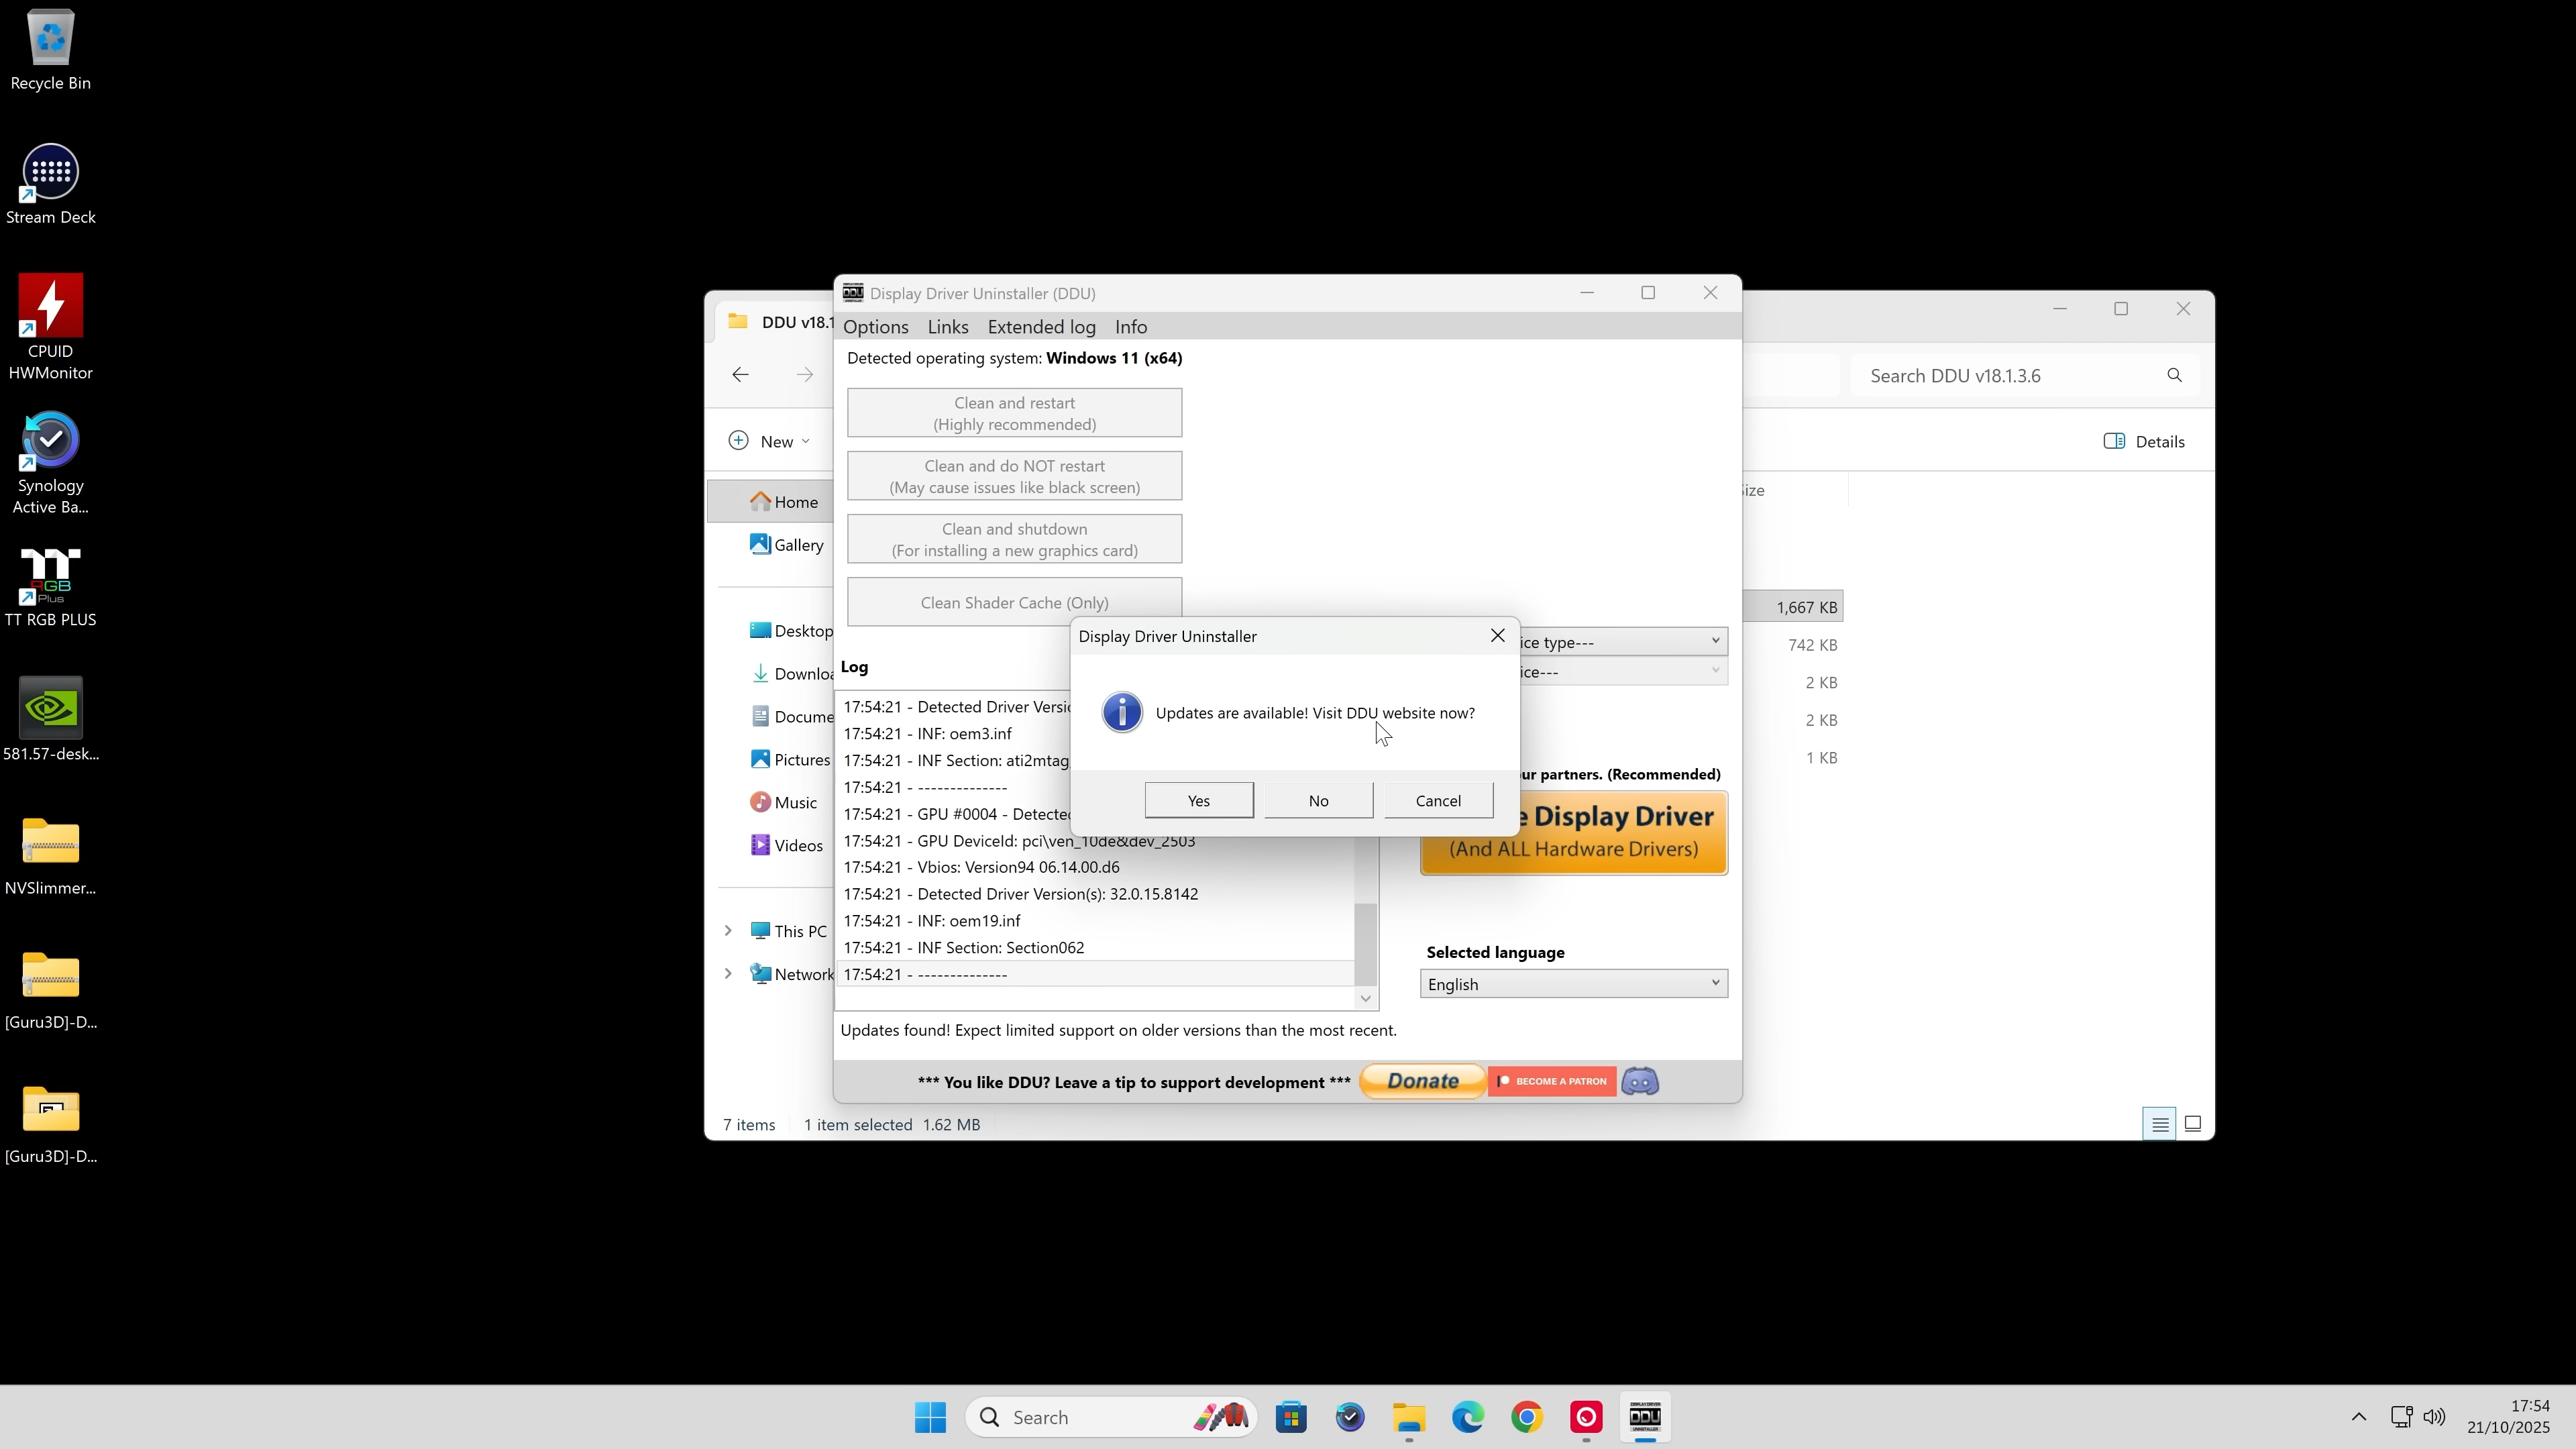 Recycle Bin
Stream Deck
CPUID
HWMonitor
Synology
Active Ba...
TT RGB PLUS
581.57-desk...
NVSlimmer...
[Guru3D]-D...
[Guru3D]-D...
DDU v18.1
Search DDU v18.1.3.6
New
Details
Home
Gallery
Desktop
Downloa
Docume
Pictures
Music
Videos
This PC
Network
ize
1,667 KB
742 KB
2 KB
2 KB
1 KB
7 items
1 item selected 1.62 MB
Display Driver Uninstaller (DDU)
Options Links Extended log Info
Detected operating system: Windows 11 (x64)
Clean and restart
(Highly recommended)
Clean and do NOT restart
(May cause issues like black screen)
Clean and shutdown
(For installing a new graphics card)
Clean Shader Cache (Only)
ice type---
ice---
Log
17:54:21 - Detected Driver Versio
17:54:21 - INF: oem3.inf
17:54:21 - INF Section: ati2mtag
17:54:21 - --------------
17:54:21 - GPU #0004 - Detected
17:54:21 - GPU DeviceId: pci\ven_10de&dev_2503
17:54:21 - Vbios: Version94 06.14.00.d6
17:54:21 - Detected Driver Version(s): 32.0.15.8142
17:54:21 - INF: oem19.inf
17:54:21 - INF Section: Section062
17:54:21 - --------------
Display Driver Uninstaller
Updates are available! Visit DDU website now?
Yes
No
Cancel
ur partners. (Recommended)
e Display Driver
(And ALL Hardware Drivers)
Selected language
English
Updates found! Expect limited support on older versions than the most recent.
*** You like DDU? Leave a tip to support development ***
Donate
BECOME A PATRON
Search
17:54
21/10/2025